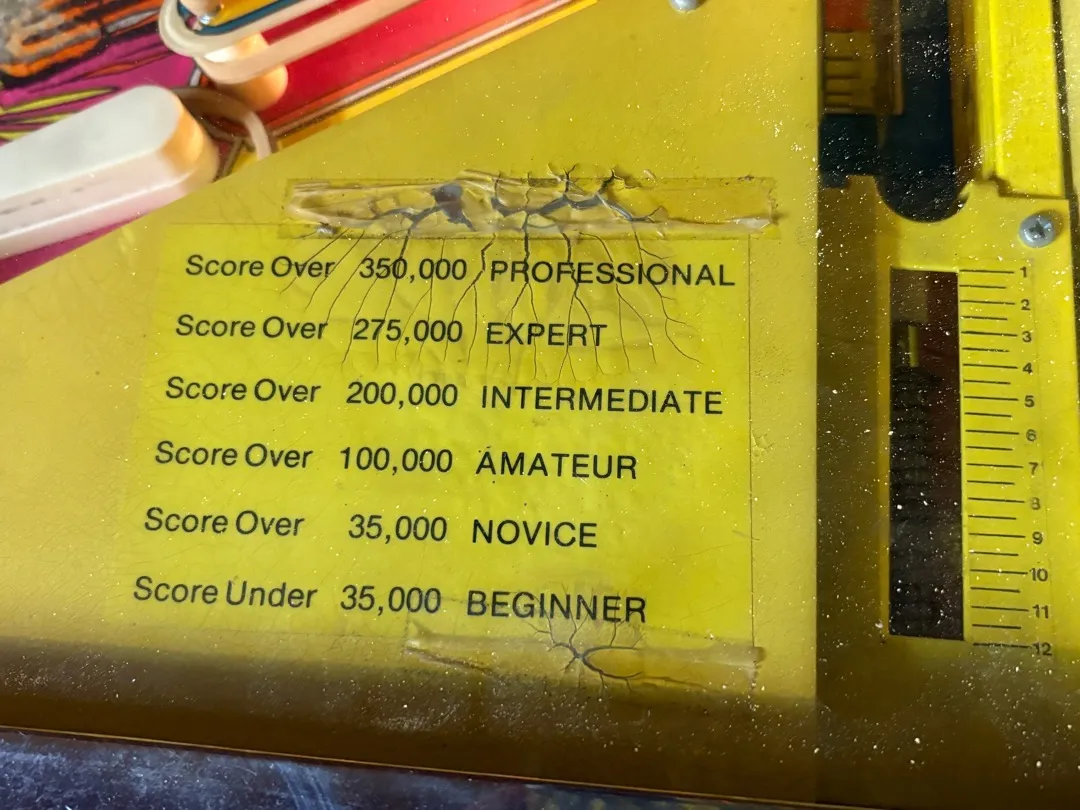 Score Over 350,000 PROFESSIONAL
Score Over 275,000 EXPERT
Score Over 200,000 INTERMEDIATE
Score Over 100,000 AMATEUR
Score Over 35,000 NOVICE
Score Under 35,000 BEGINNER
1
2
3
4
5
6
7
8
9
10
11
12